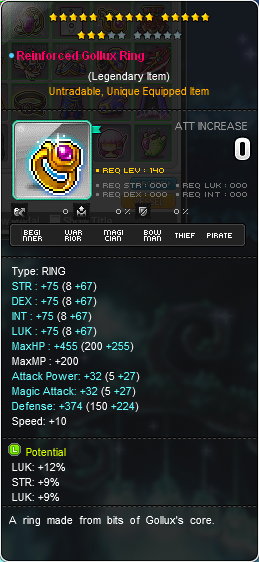 Reinforced Gollux Ring
(Legendary Item)
Untradable, Unique Equipped Item
ATT INCREASE
0
REQ LEV : 140
REQ STR : 000 REQ LUK : 000
REQ DEX : 000 REQ INT : 000
0 0 % 0 %
BEGINNER WARRIOR MAGICIAN BOWMAN THIEF PIRATE
Type: RING
STR : +75 (8 +67)
DEX : +75 (8 +67)
INT : +75 (8 +67)
LUK : +75 (8 +67)
MaxHP : +455 (200 +255)
MaxMP : +200
Attack Power: +32 (5 +27)
Magic Attack: +32 (5 +27)
Defense: +374 (150 +224)
Speed: +10
L Potential
LUK: +12%
STR: +9%
LUK: +9%
A ring made from bits of Gollux's core.